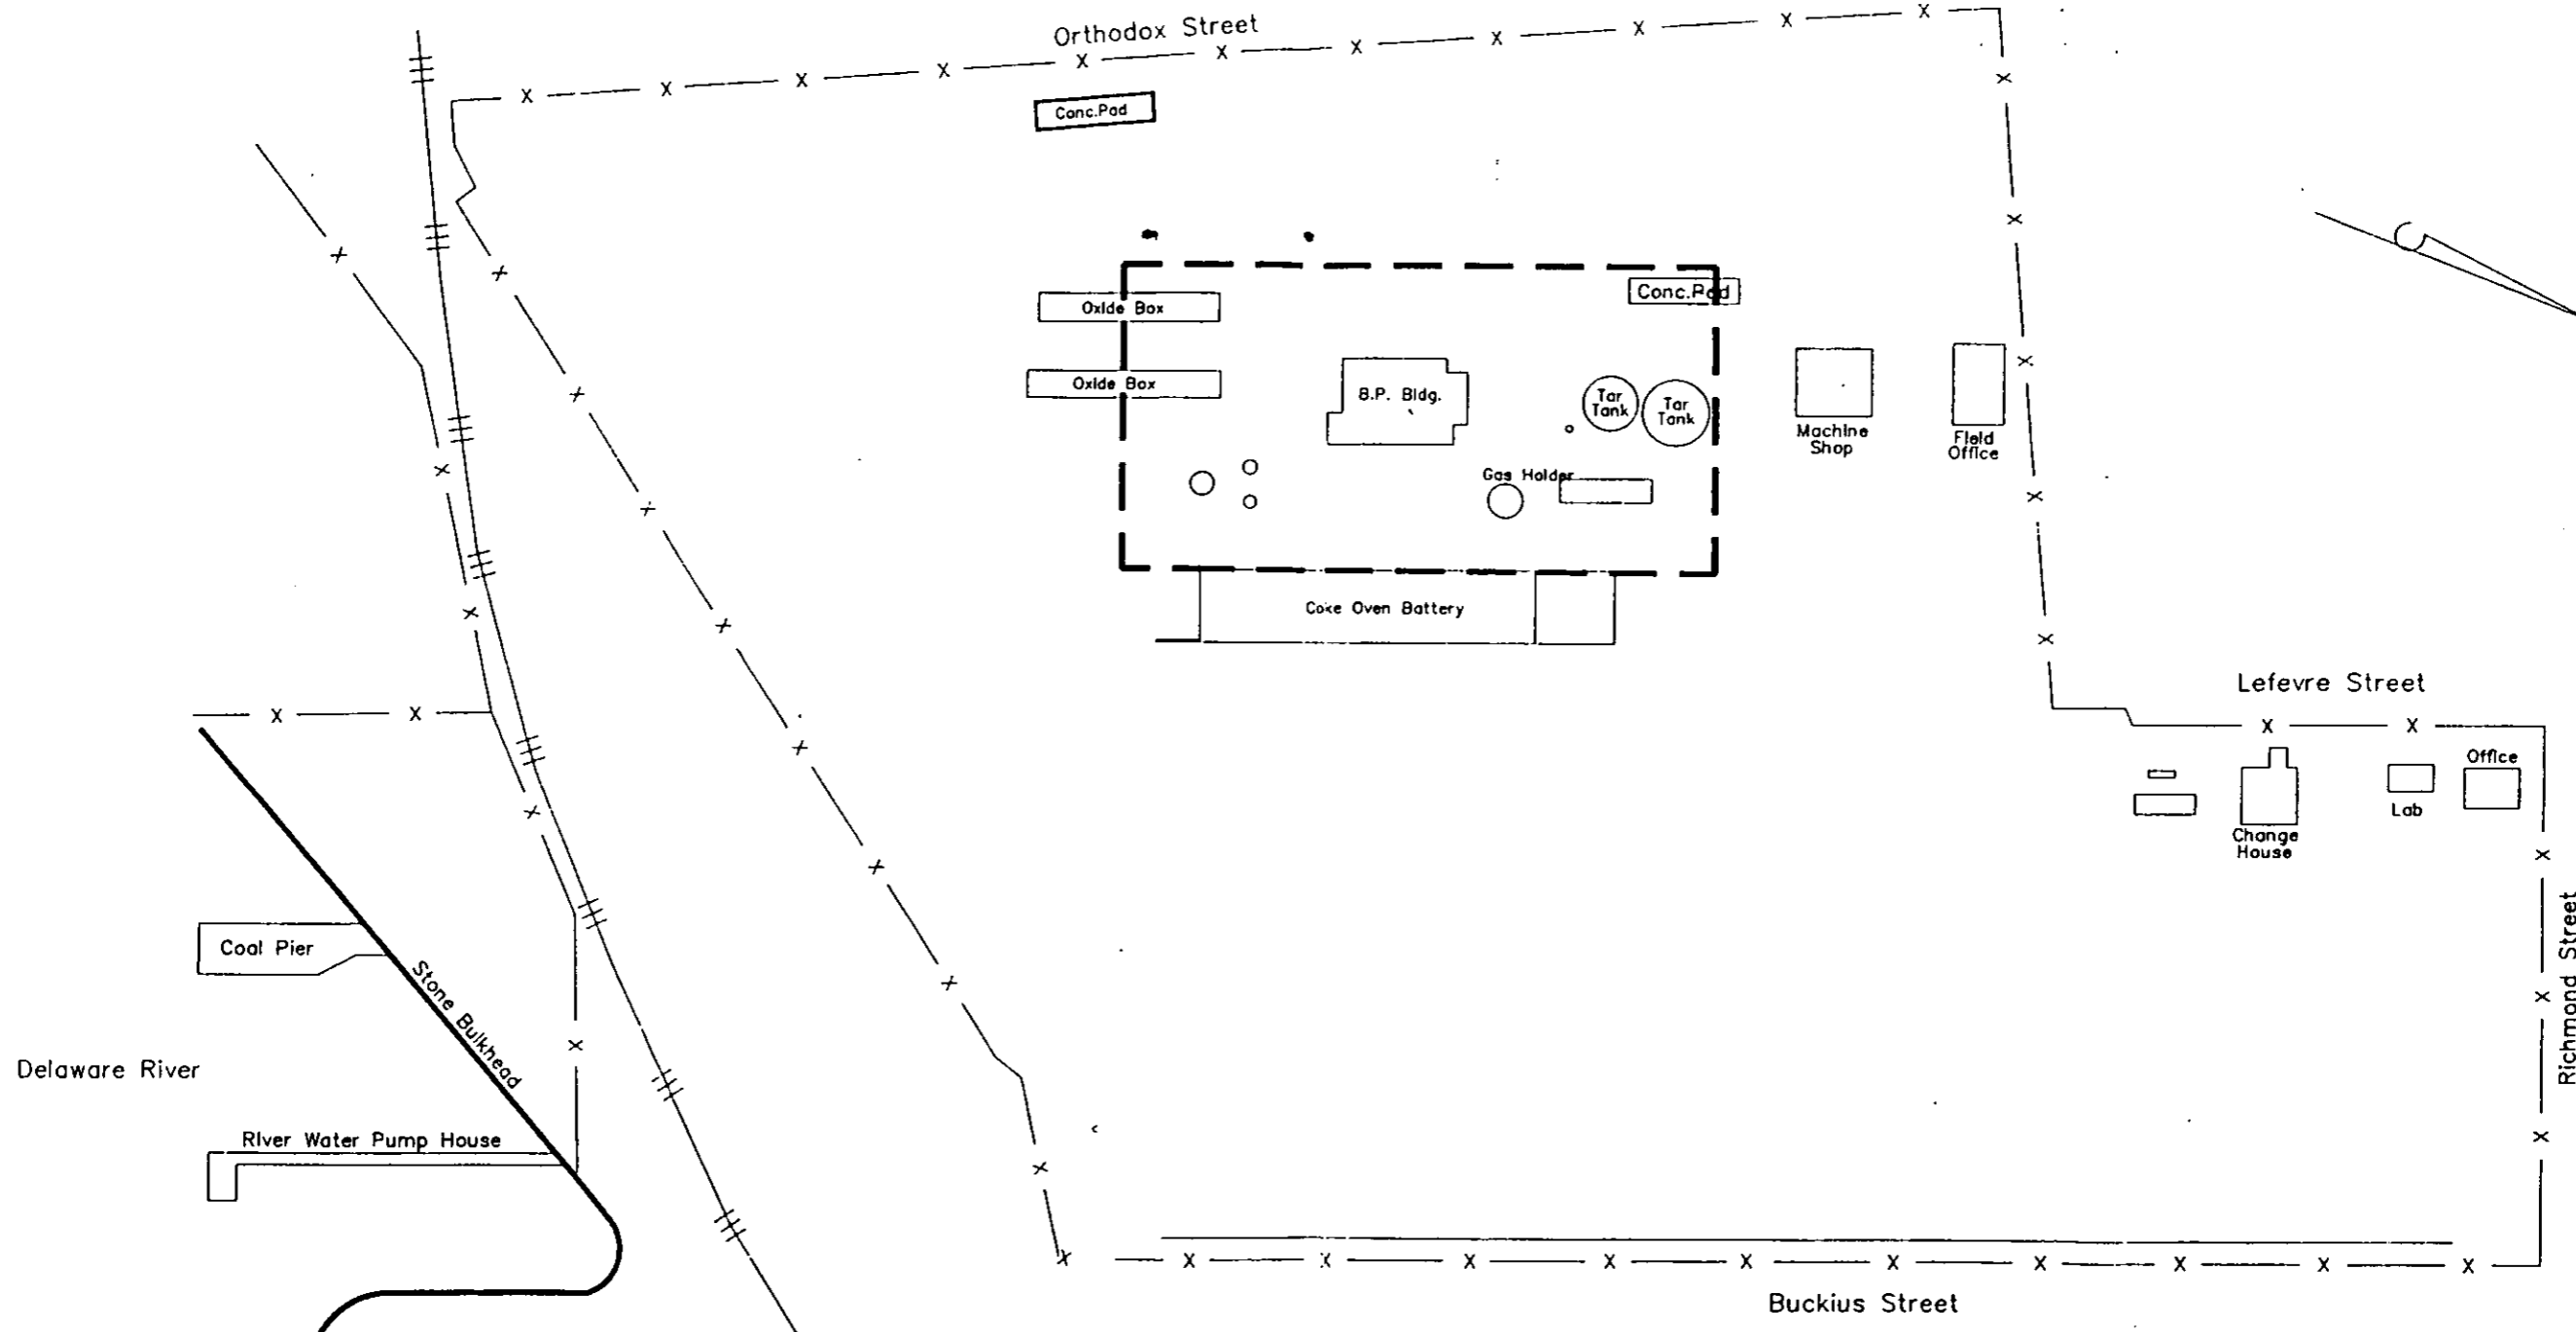 Orthodox Street
Conc.Pad
Oxide Box
Conc.Pad
Oxide Box
B.P. Bldg.
Tar
Tank
Tar
Tank
Machine
Shop
Field
Office
Gas Holder
Coke Oven Battery
Lefevre Street
Office
Lab
Change
House
Richmond Street
Coal Pier
Stone Bulkhead
Delaware River
River Water Pump House
Buckius Street